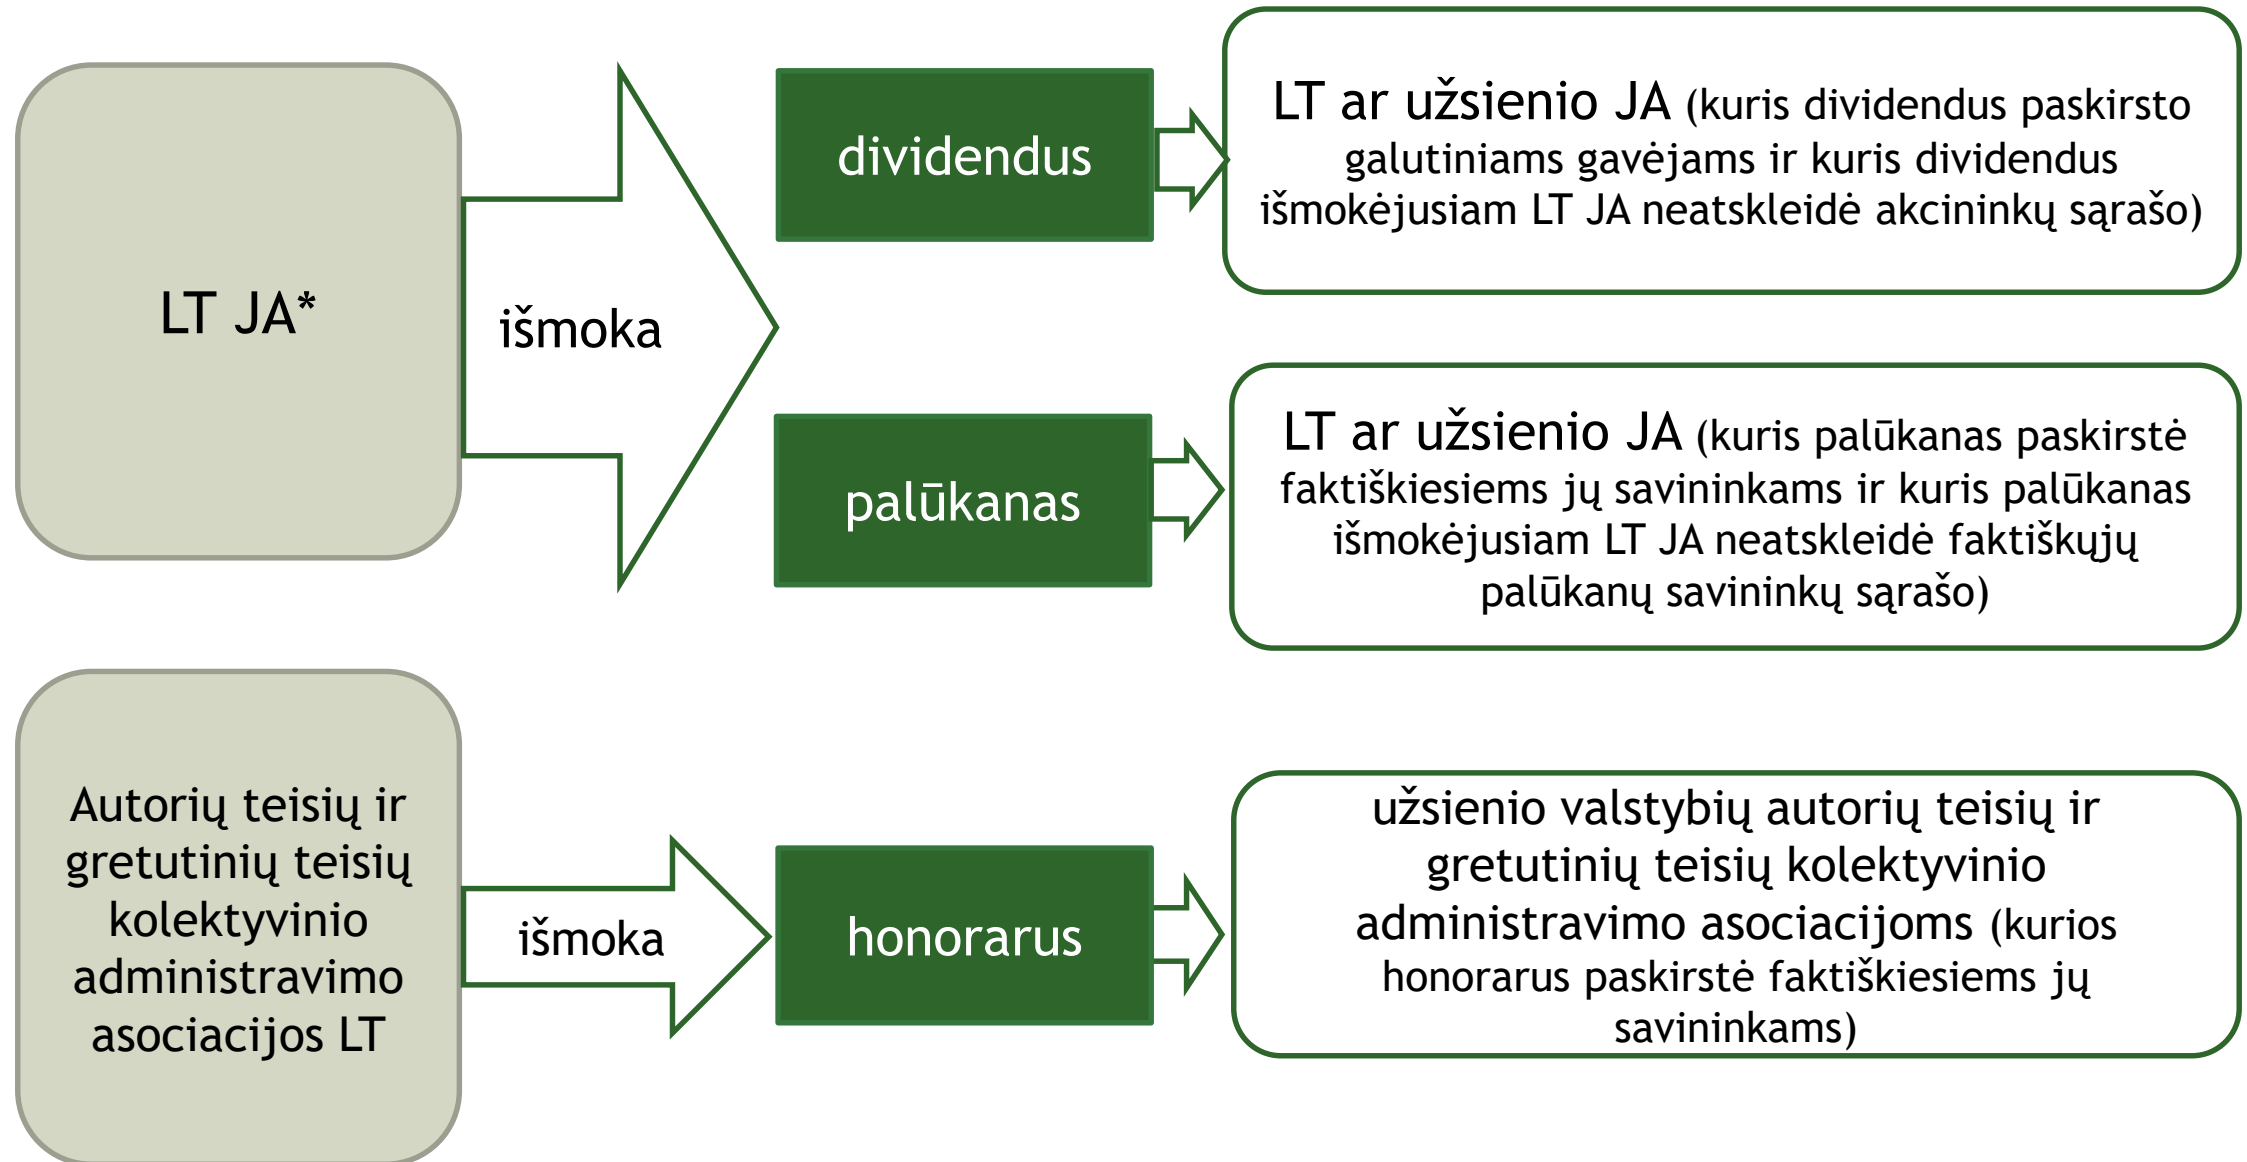 LT JA*
išmoka
dividendus
LT ar užsienio JA (kuris dividendus paskirsto
galutiniams gavėjams ir kuris dividendus
išmokėjusiam LT JA neatskleidė akcininkų sąrašo)
palūkanas
LT ar užsienio JA (kuris palūkanas paskirstė
faktiškiesiems jų savininkams ir kuris palūkanas
išmokėjusiam LT JA neatskleidė faktiškųjų
palūkanų savininkų sąrašo)
Autorių teisių ir
gretutinių teisių
kolektyvinio
administravimo
asociacijos LT
išmoka
honorarus
užsienio valstybių autorių teisių ir
gretutinių teisių kolektyvinio
administravimo asociacijoms (kurios
honorarus paskirstė faktiškiesiems jų
savininkams)